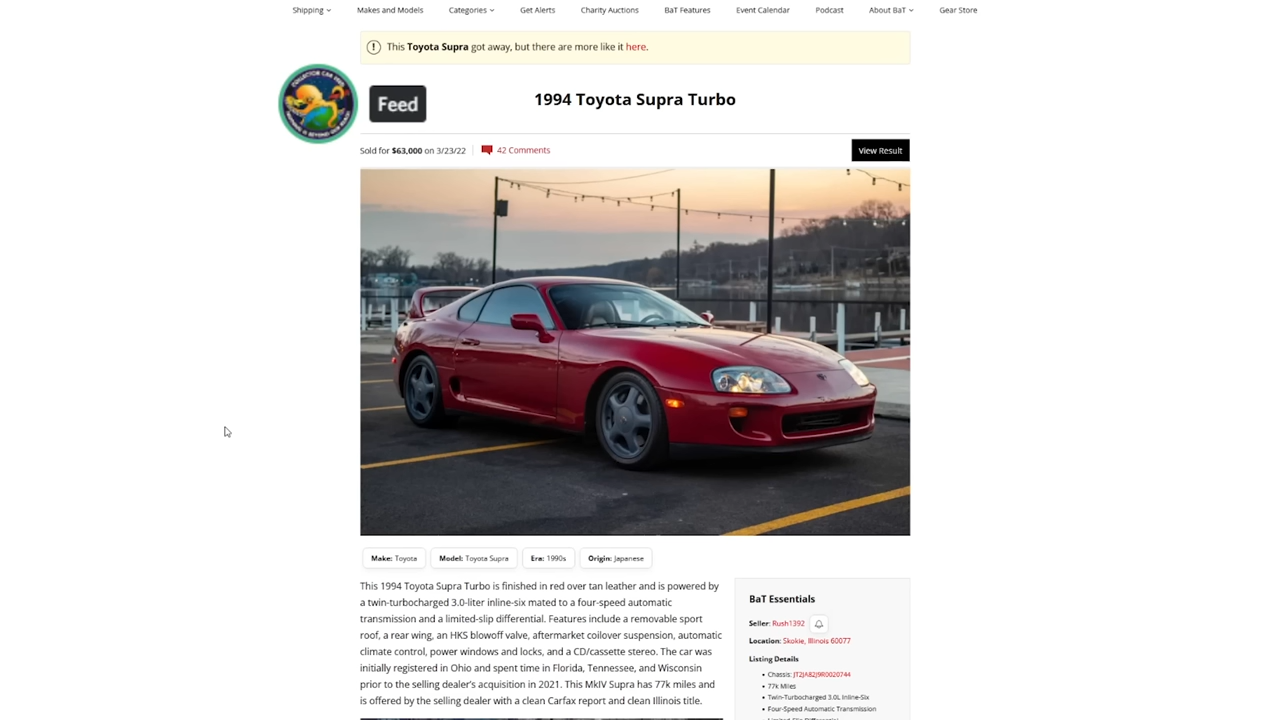 Shipping Makes and Models Categories Get Alerts Charity Auctions BaT Features Event Calendar Podcast About BaT Gear Store
This Toyota Supra got away, but there are more like it here.
COLLECTOR CAR FEED
Feed
1994 Toyota Supra Turbo
Sold for $63,000 on 3/23/22 42 Comments View Result
Make: Toyota Model: Toyota Supra Era: 1990s Origin: Japanese
This 1994 Toyota Supra Turbo is finished in red over tan leather and is powered by
a twin-turbocharged 3.0-liter inline-six mated to a four-speed automatic
transmission and a limited-slip differential. Features include a removable sport
roof, a rear wing, an HKS blowoff valve, aftermarket coilover suspension, automatic
climate control, power windows and locks, and a CD/cassette stereo. The car was
initially registered in Ohio and spent time in Florida, Tennessee, and Wisconsin
prior to the selling dealer's acquisition in 2021. This MkIV Supra has 77k miles and
is offered by the selling dealer with a clean Carfax report and clean Illinois title.
BaT Essentials
Seller: Rush1392
Location: Skokie, Illinois 60077
Listing Details
Chassis: JT2JA82J9R0020744
77k Miles
Twin-Turbocharged 3.0L Inline-Six
Four-Speed Automatic Transmission
Limited-Slip Differential